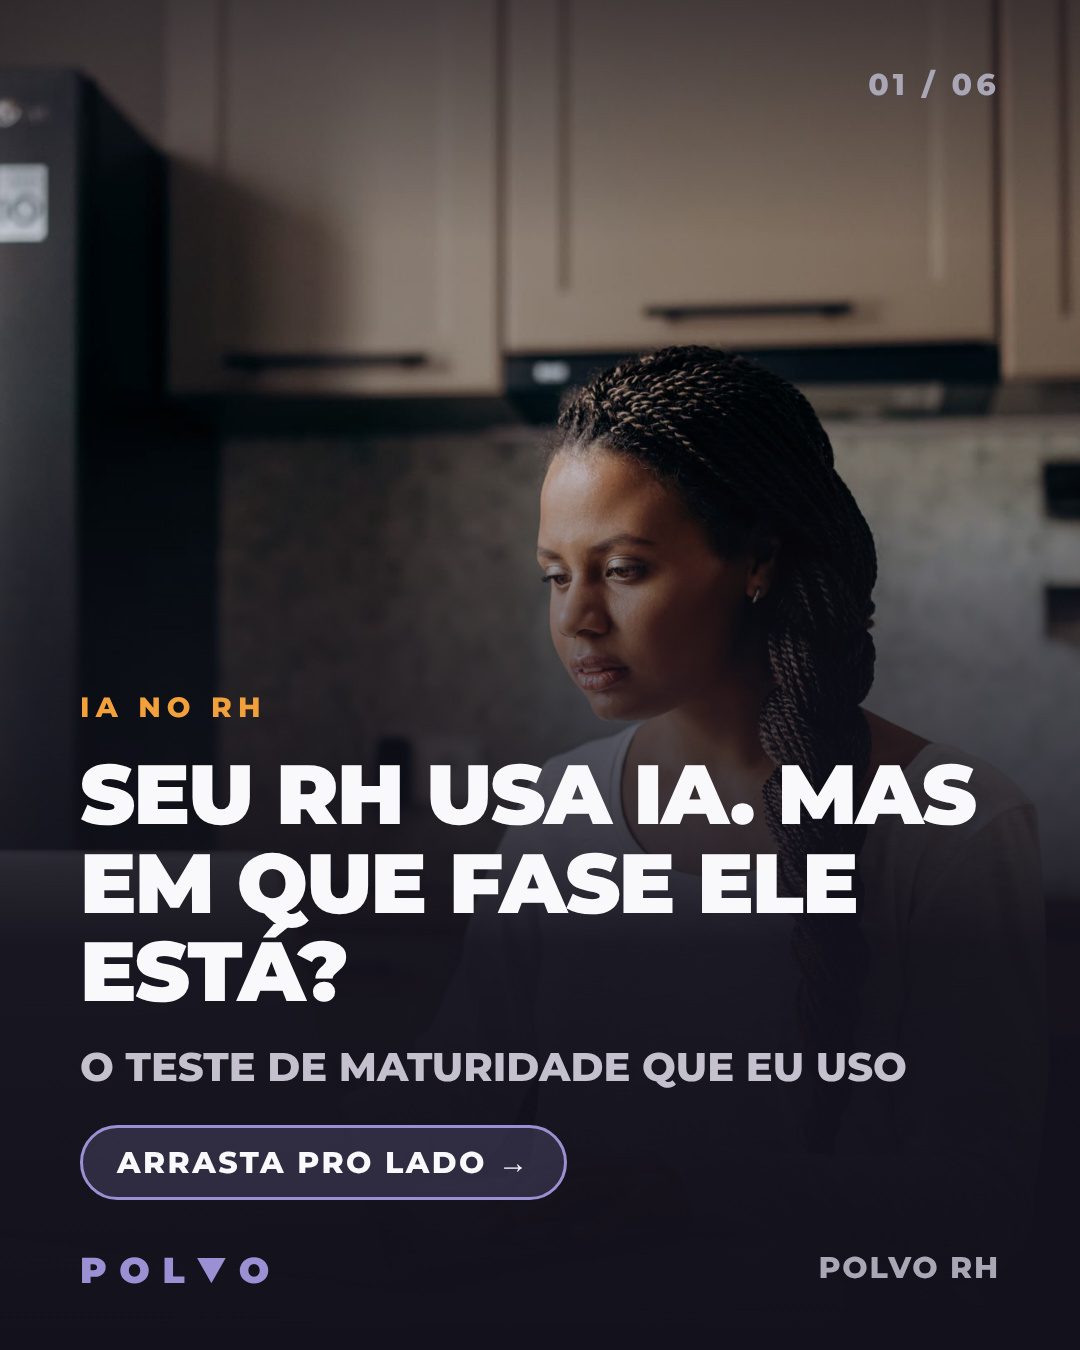 01 / 06
IA NO RH
SEU RH USA IA. MAS
EM QUE FASE ELE
ESTÁ?
O TESTE DE MATURIDADE QUE EU USO
ARRASTA PRO LADO →
POLVO
POLVO RH